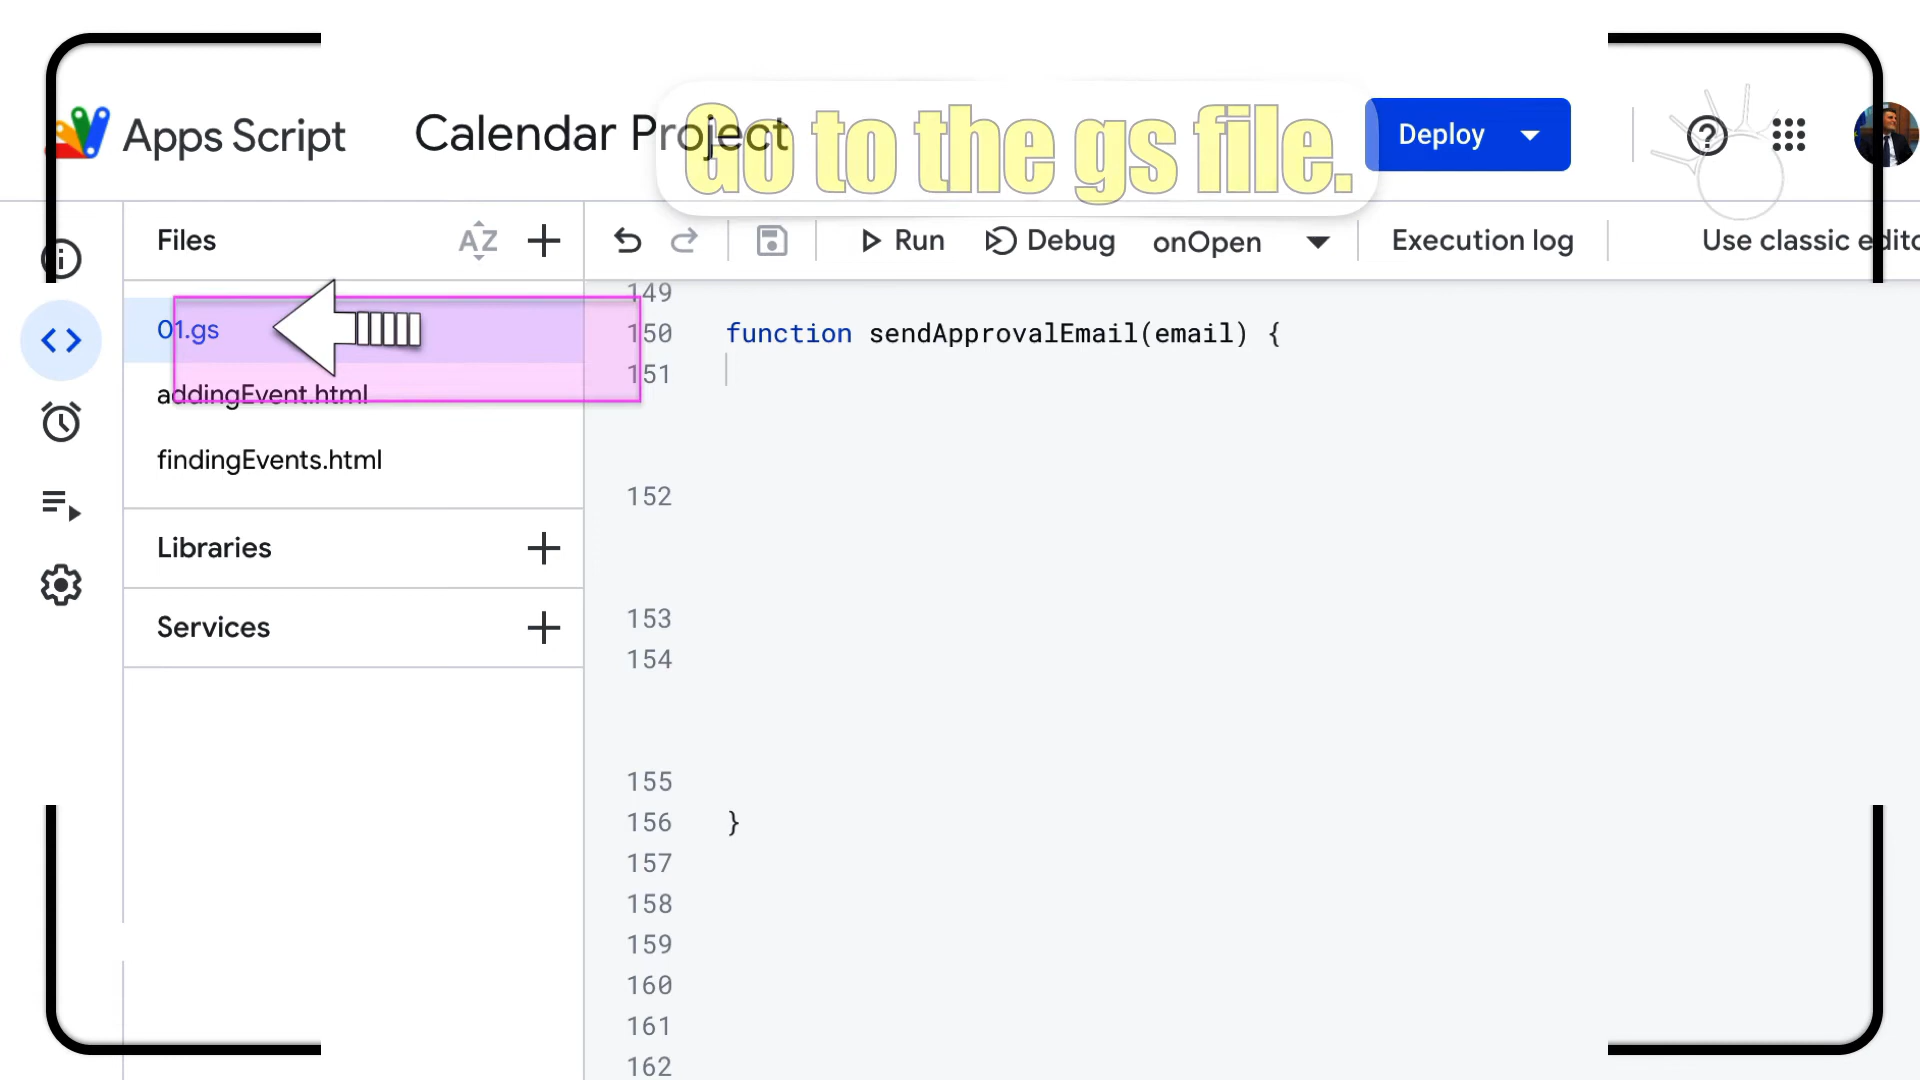 Apps Script
Calendar Project
Go to the gs file.
Deploy
Files
AZ
Run
Debug
onOpen
Execution log
Use classic edito
01.gs
addingEvent.html
findingEvents.html
Libraries
Services
149
150 function sendApprovalEmail(email) {
151
152
153
154
155
156 }
157
158
159
160
161
162